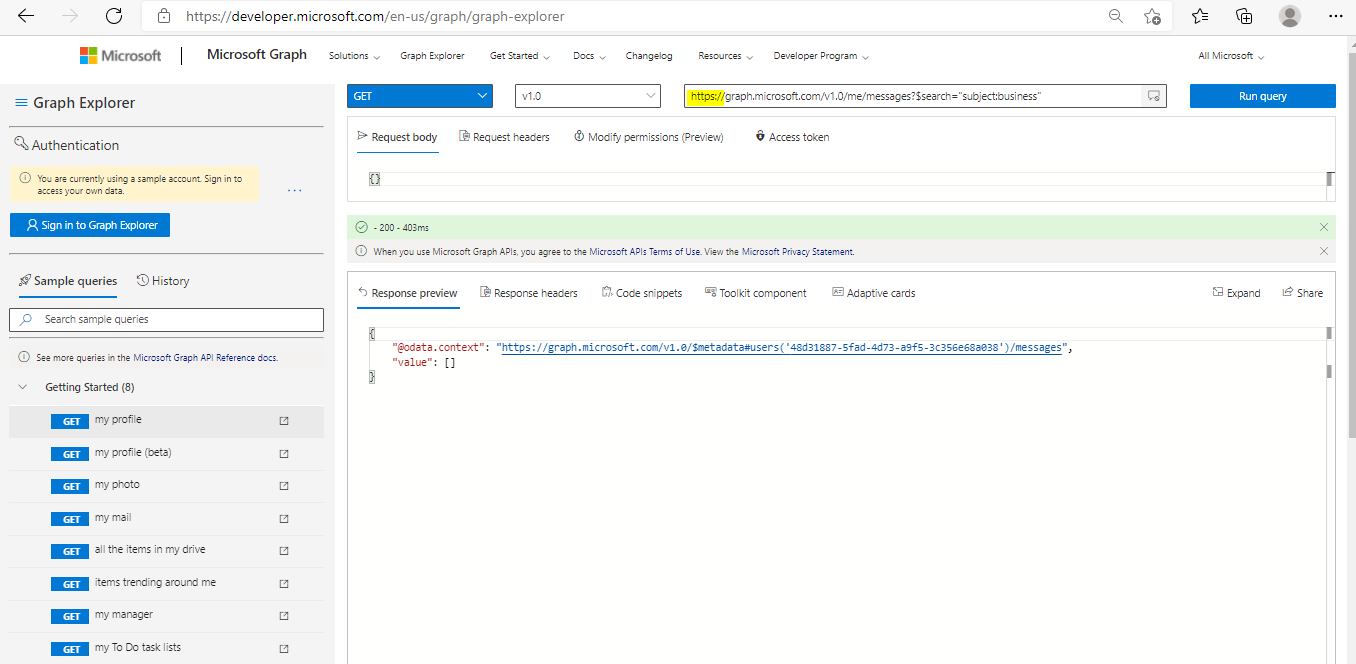 https://developer.microsoft.com/en-us/graph/graph-explorer
Microsoft
Microsoft Graph
Solutions
Graph Explorer
Get Started
Docs
Changelog
Resources
Developer Program
All Microsoft
Graph Explorer
Authentication
You are currently using a sample account. Sign in to
access your own data.
...
Sign in to Graph Explorer
Sample queries
History
Search sample queries
See more queries in the Microsoft Graph API Reference docs.
Getting Started (8)
GET my profile
GET my profile (beta)
GET my photo
GET my mail
GET all the items in my drive
GET items trending around me
GET my manager
GET my To Do task lists
GET
v1.0
https://graph.microsoft.com/v1.0/me/messages?$search="subject:business"
Run query
Request body
Request headers
Modify permissions (Preview)
Access token
{}
- 200 - 403ms
When you use Microsoft Graph APIs, you agree to the Microsoft APIs Terms of Use. View the Microsoft Privacy Statement.
Response preview
Response headers
Code snippets
Toolkit component
Adaptive cards
Expand
Share
{
"@odata.context": "https://graph.microsoft.com/v1.0/$metadata#users('48d31887-5fad-4d73-a9f5-3c356e68a038')/messages",
"value": []
}